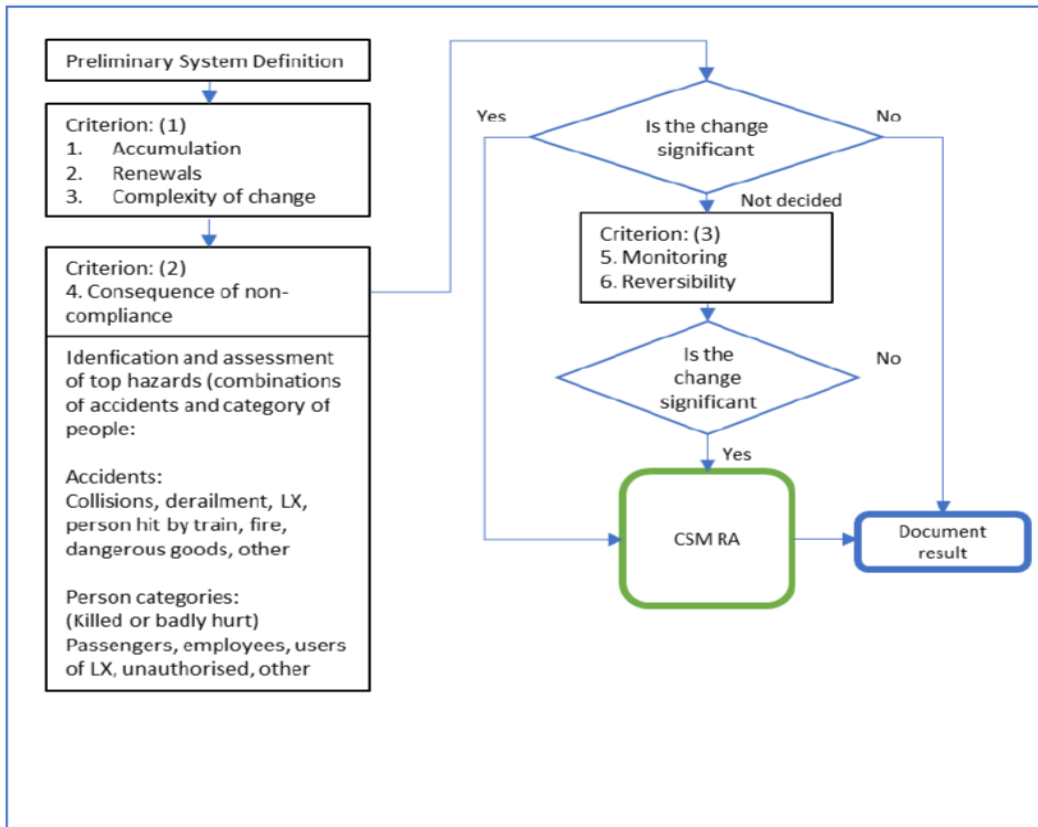 Preliminary System Definition
Criterion: (1)
1. Accumulation
2. Renewals
3. Complexity of change
Criterion: (2)
4. Consequence of non-
compliance
Idenfication and assessment
of top hazards (combinations
of accidents and category of
people:
Accidents:
Collisions, derailment, LX,
person hit by train, fire,
dangerous goods, other
Person categories:
(Killed or badly hurt)
Passengers, employees, users
of LX, unauthorised, other
Yes
Is the change
significant
No
Not decided
Criterion: (3)
5. Monitoring
6. Reversibility
Is the
change
significant
No
Yes
CSM RA
Document
result